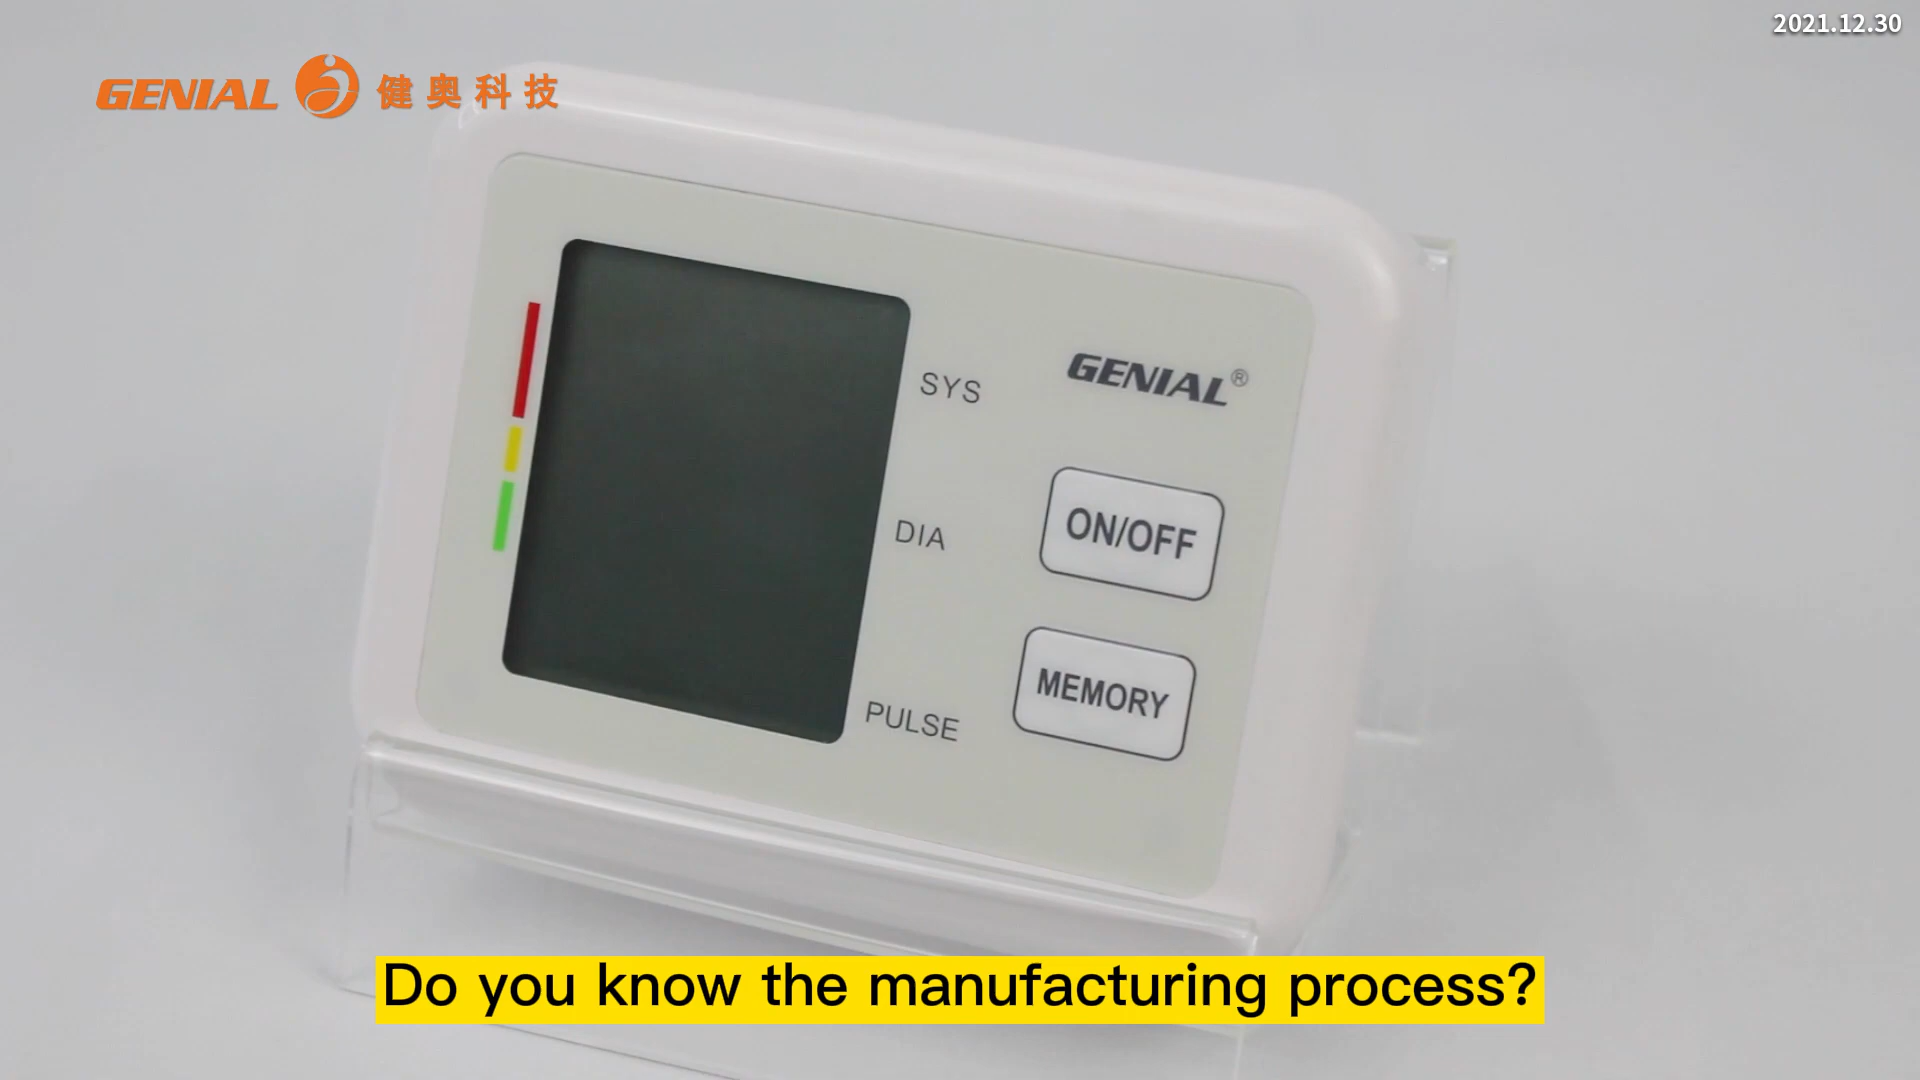 2021.12.30
GENIAL 健奥科技
GENIAL®
SYS
DIA
PULSE
ON/OFF
MEMORY
Do you know the manufacturing process?